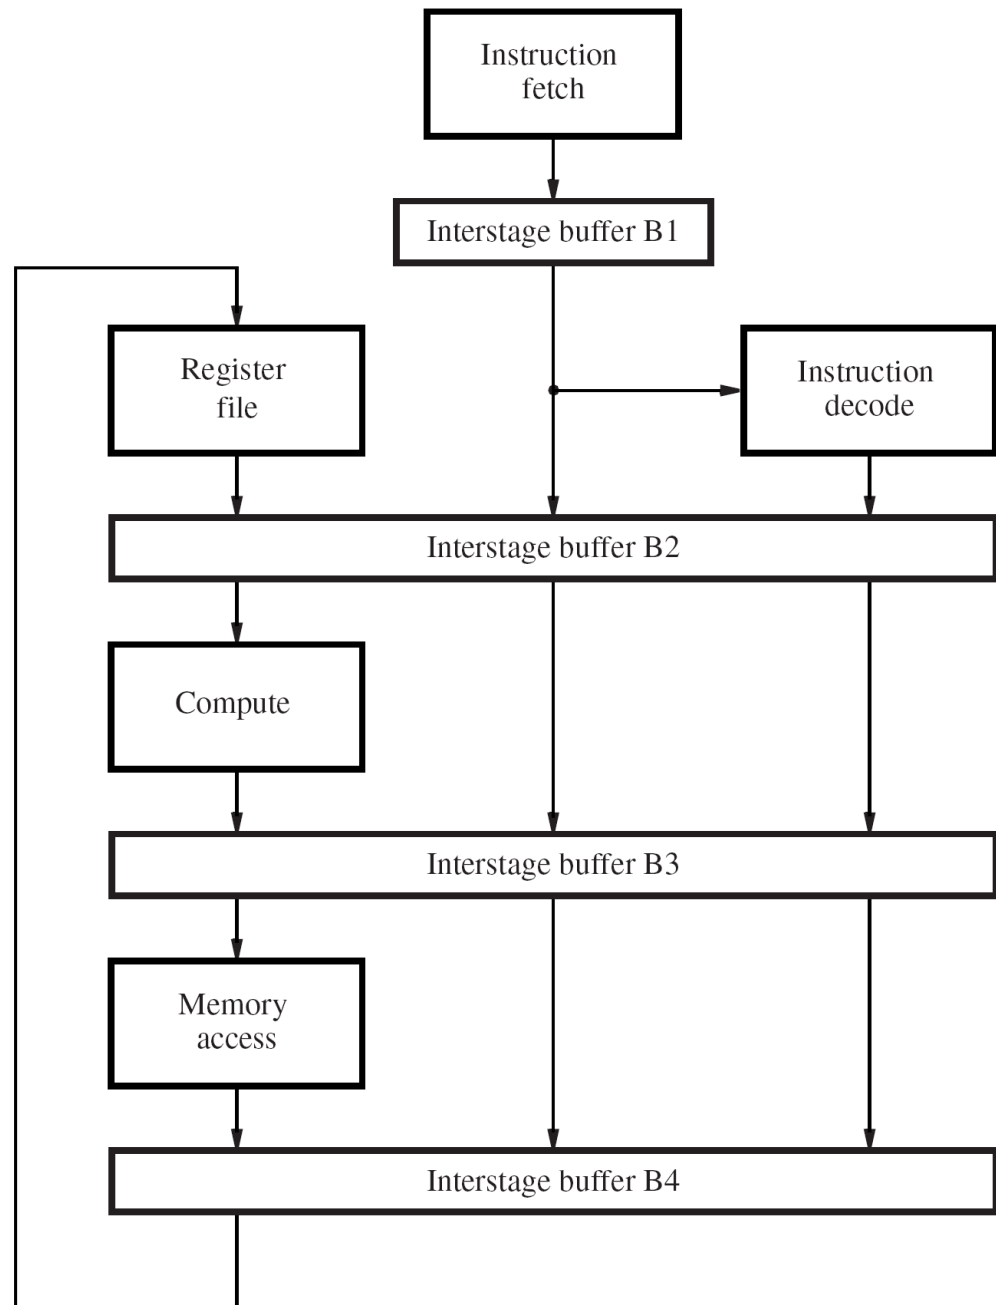 Instruction
fetch
Interstage buffer B1
Register
file
Instruction
decode
Interstage buffer B2
Compute
Interstage buffer B3
Memory
access
Interstage buffer B4